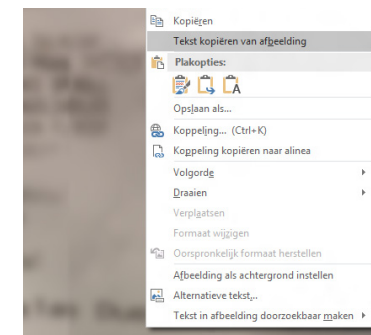 Kopiëren
Tekst kopiëren van afbeelding
Plakopties:
Opslaan als...
Koppeling... (Ctrl+K)
Koppeling kopiëren naar alinea
Volgorde
Draaien
Verplaatsen
Formaat wijzigen
Oorspronkelijk formaat herstellen
Afbeelding als achtergrond instellen
Alternatieve tekst...
Tekst in afbeelding doorzoekbaar maken